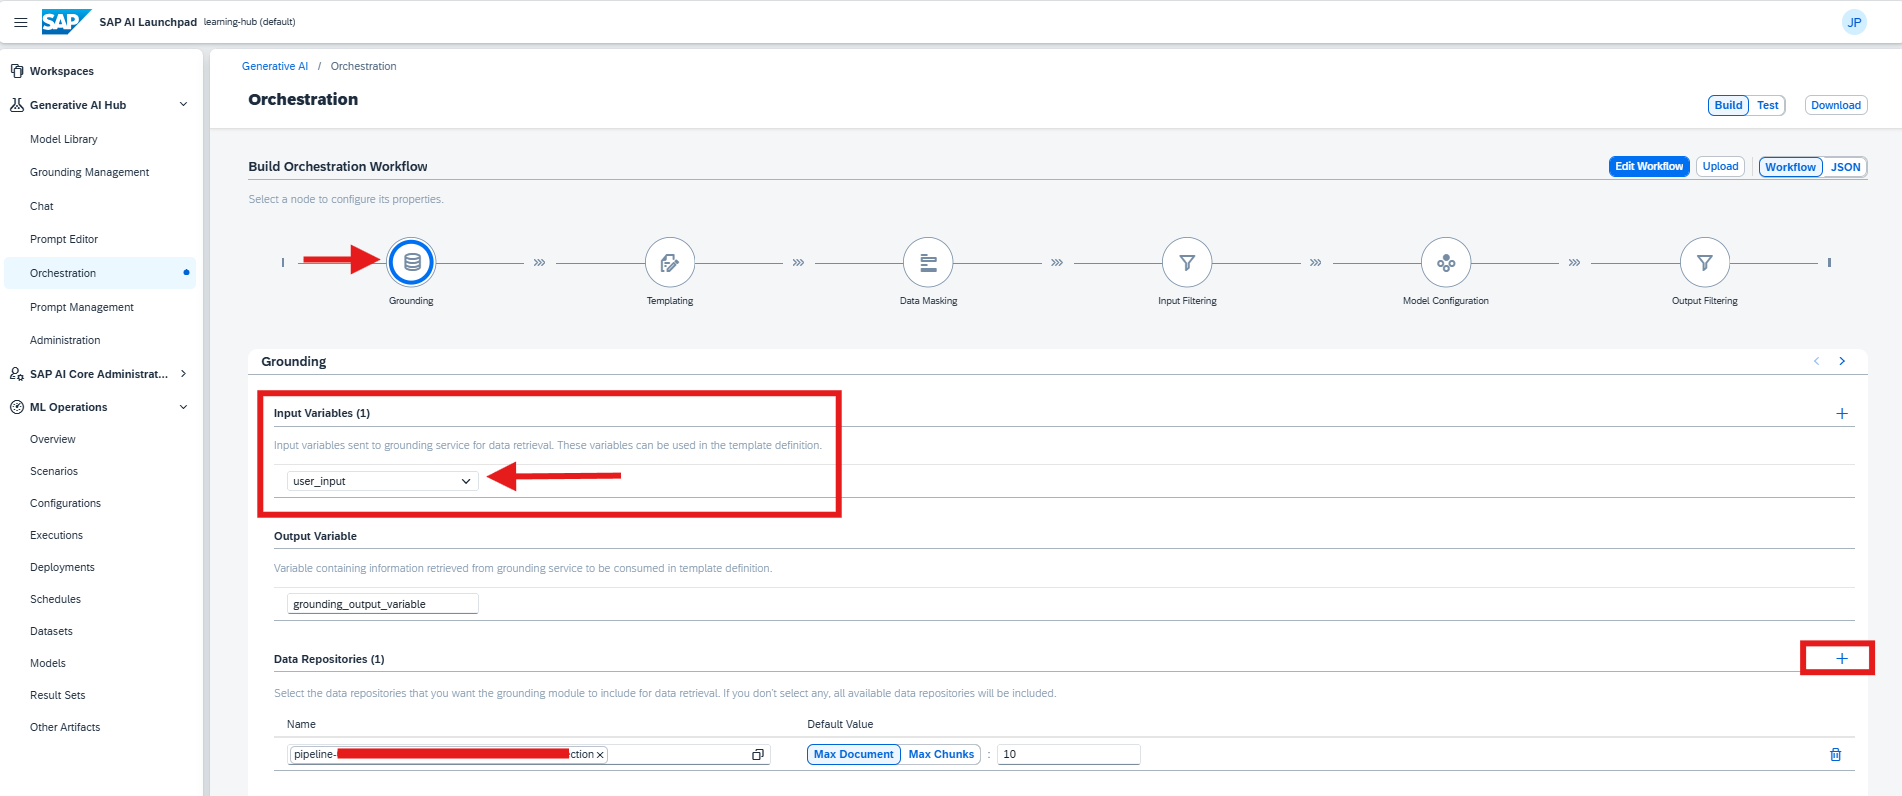 SAP SAP AI Launchpad learning-hub (default) JP
Workspaces
Generative AI Hub
Model Library
Grounding Management
Chat
Prompt Editor
Orchestration
Prompt Management
Administration
SAP AI Core Administrat...
ML Operations
Overview
Scenarios
Configurations
Executions
Deployments
Schedules
Datasets
Models
Result Sets
Other Artifacts
Generative AI / Orchestration
Orchestration
Build Test Download
Build Orchestration Workflow
Edit Workflow Upload Workflow JSON
Select a node to configure its properties.
Grounding Templating Data Masking Input Filtering Model Configuration Output Filtering
Grounding
Input Variables (1)
Input variables sent to grounding service for data retrieval. These variables can be used in the template definition.
user_input
Output Variable
Variable containing information retrieved from grounding service to be consumed in template definition.
grounding_output_variable
Data Repositories (1)
Select the data repositories that you want the grounding module to include for data retrieval. If you don't select any, all available data repositories will be included.
Name Default Value
pipeline- ction Max Document Max Chunks : 10